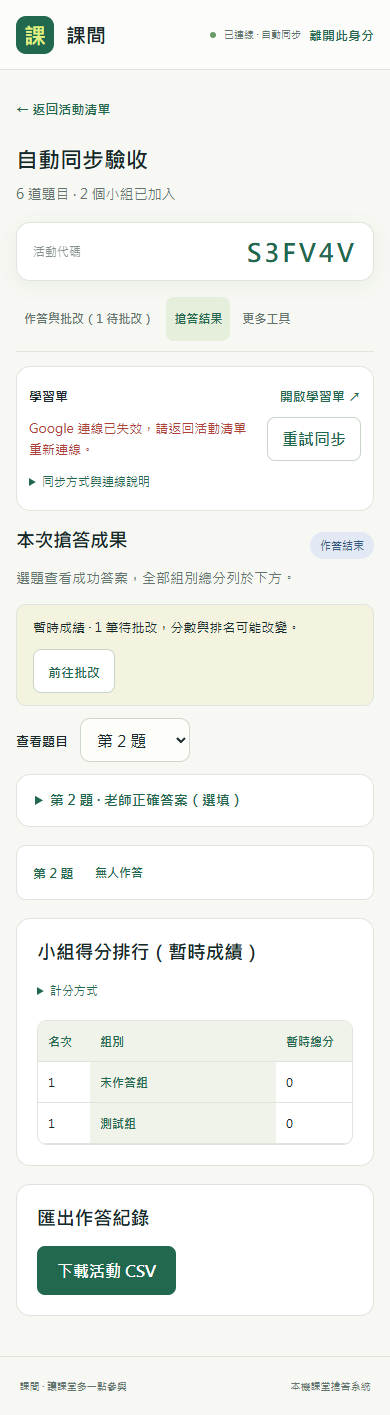 課 課間 已連線 · 自動同步 離開此身分
← 返回活動清單
自動同步驗收
6 道題目 · 2 個小組已加入
活動代碼 S3FV4V
作答與批改（1 待批改） 搶答結果 更多工具
學習單 開啟學習單 ↗
Google 連線已失效，請返回活動清單
重新連線。
重試同步
▶ 同步方式與連線說明
本次搶答成果 作答結束
選題查看成功答案，全部組別總分列於下方。
暫時成績 · 1 筆待批改，分數與排名可能改變。
前往批改
查看題目 第 2 題
▶ 第 2 題 · 老師正確答案（選填）
第 2 題 無人作答
小組得分排行（暫時成績）
▶ 計分方式
名次 組別 暫時總分
1 未作答組 0
1 測試組 0
匯出作答紀錄
下載活動 CSV
課間 · 讓課堂多一點參與 本機課堂搶答系統